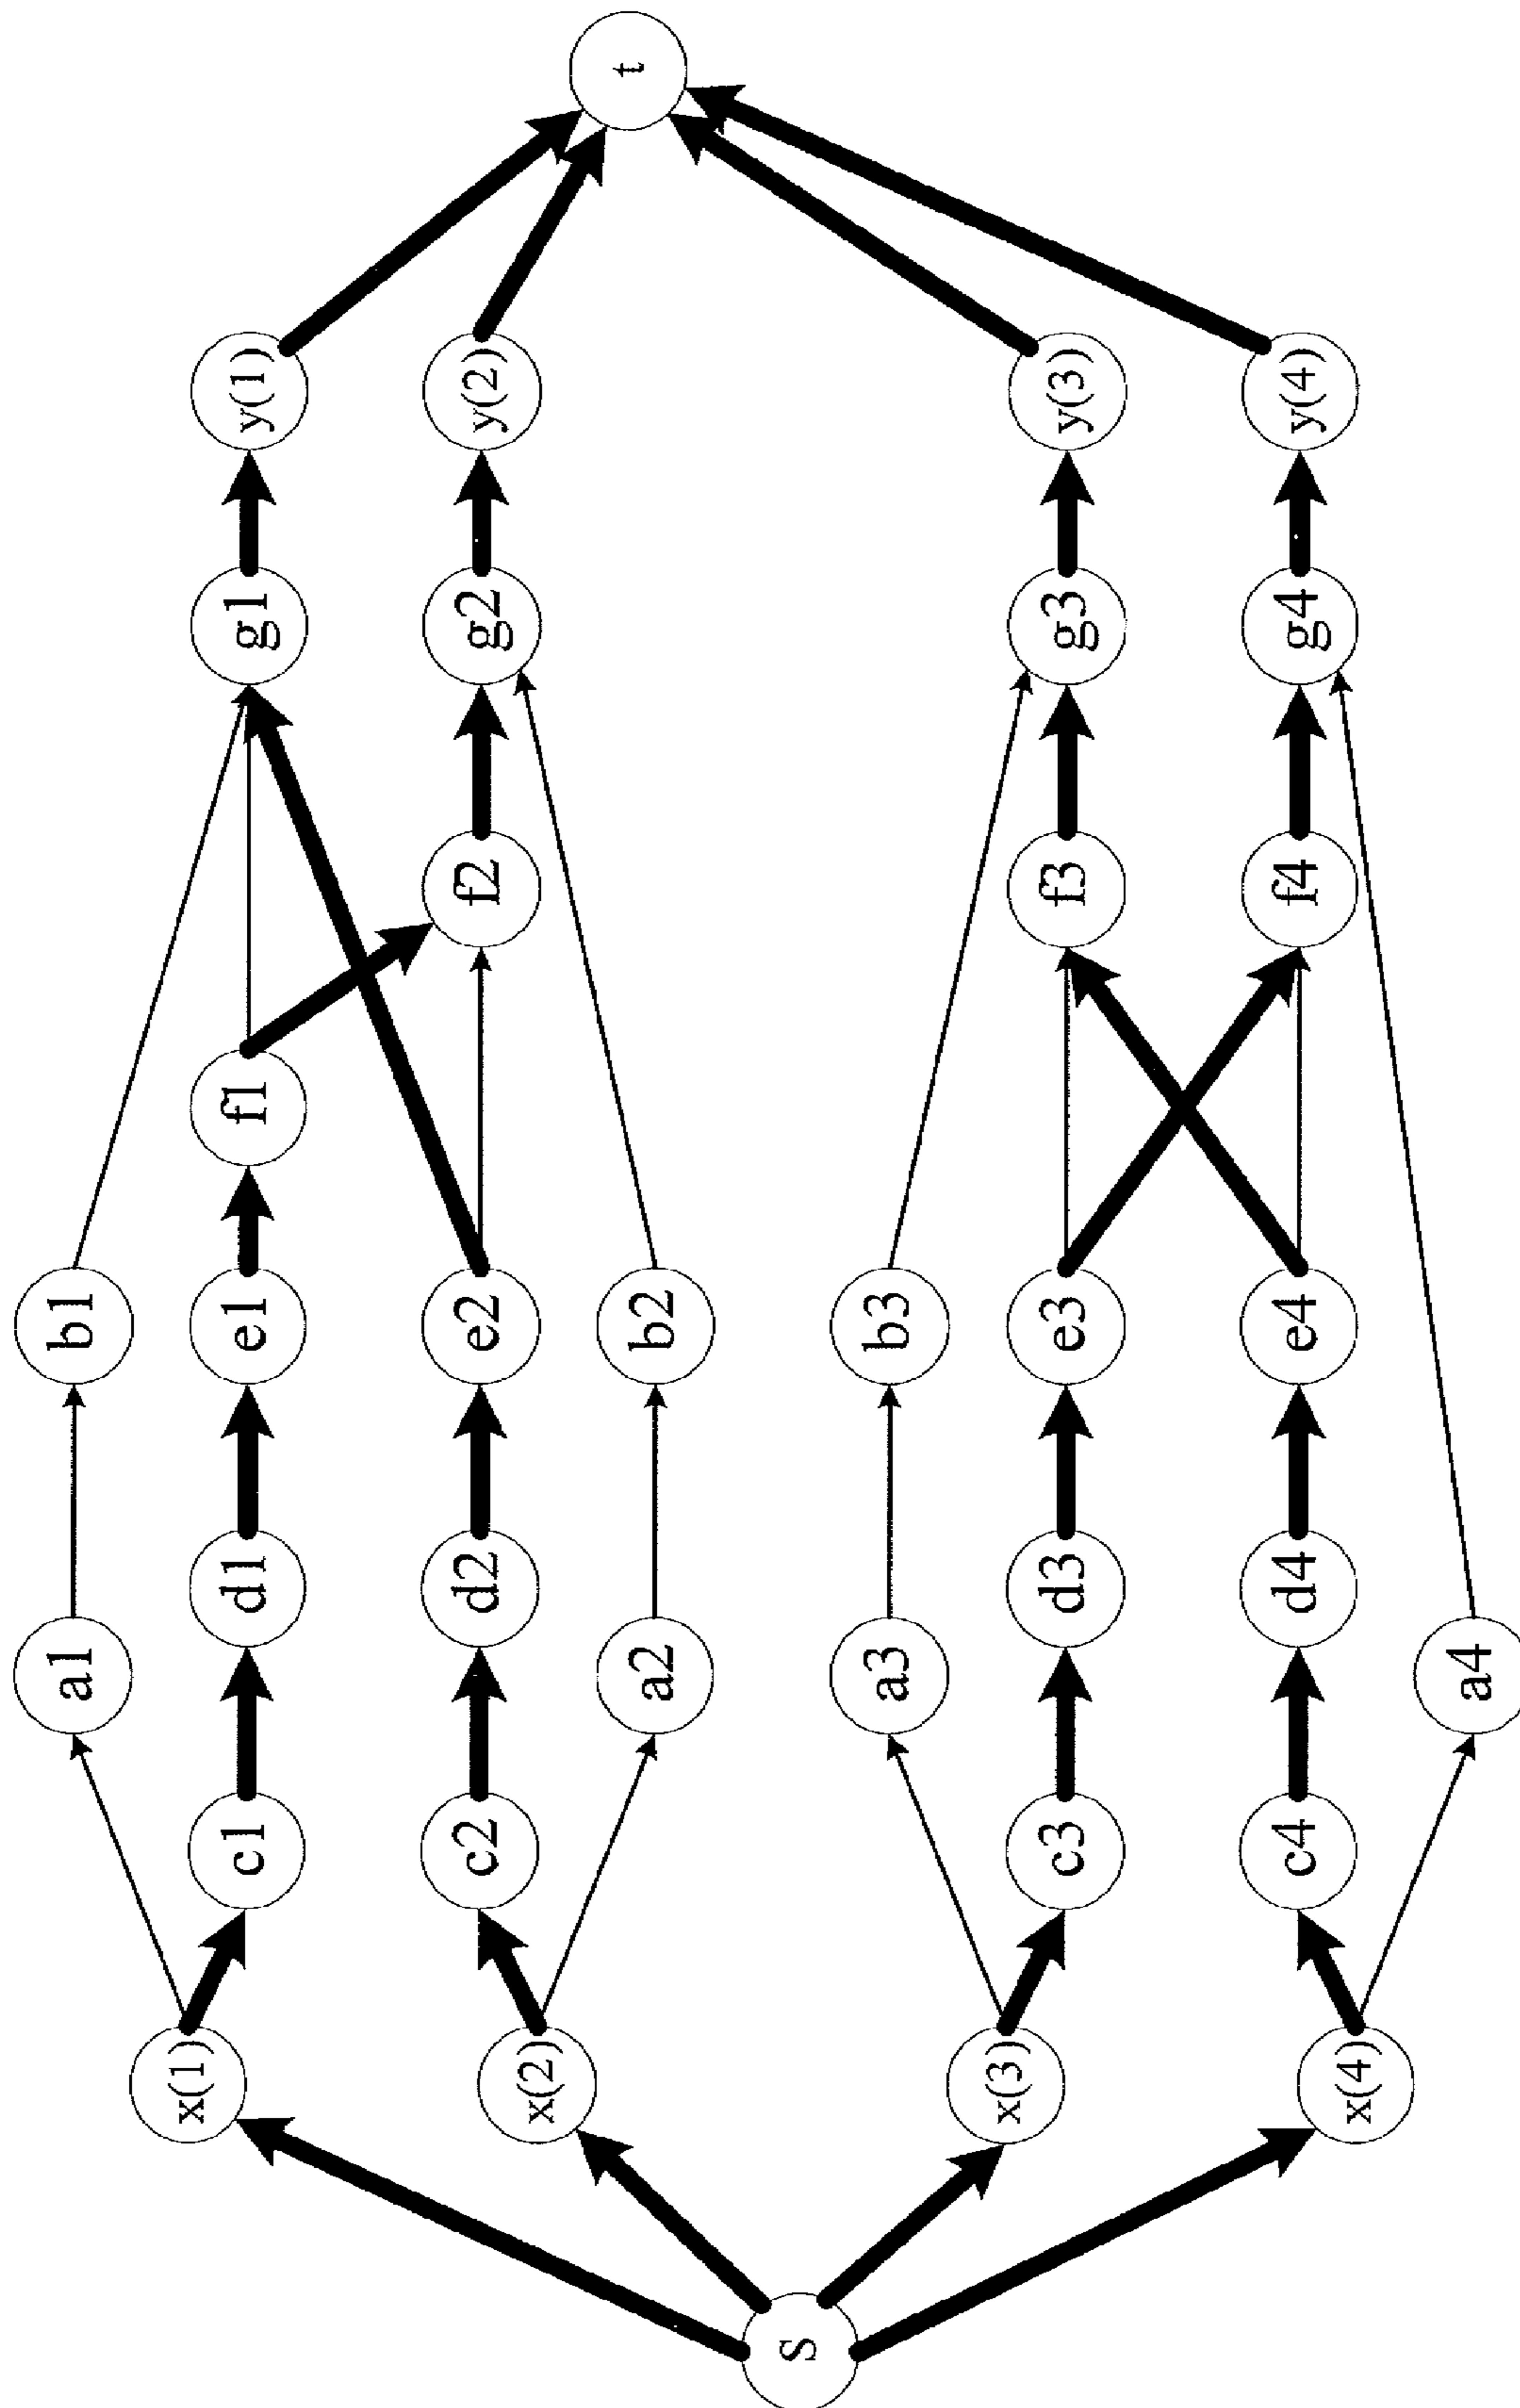 t
y(1)
y(2)
y(3)
y(4)
g1
g2
g3
g4
f2
f3
f4
f1
b1
e1
e2
b2
b3
e3
e4
d1
d2
d3
d4
a1
a2
a3
a4
c1
c2
c3
c4
x(1)
x(2)
x(3)
x(4)
S